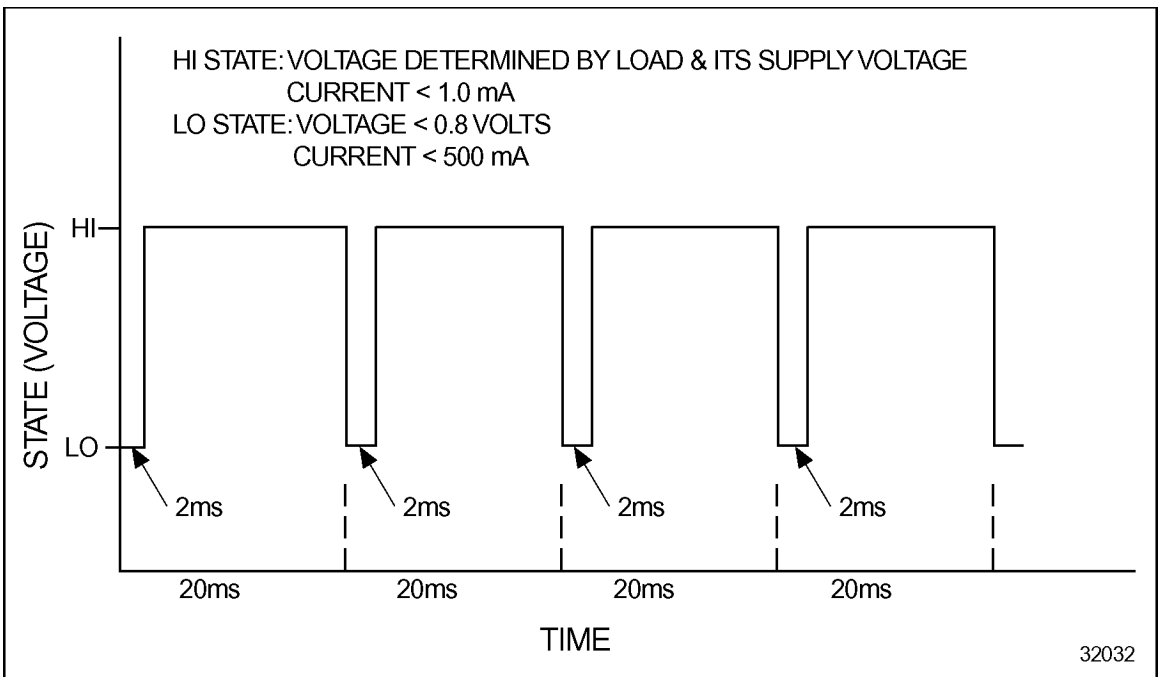 HI STATE: VOLTAGE DETERMINED BY LOAD & ITS SUPPLY VOLTAGE
CURRENT < 1.0 mA
LO STATE: VOLTAGE < 0.8 VOLTS
CURRENT < 500 mA
STATE (VOLTAGE)
HI
LO
2ms 2ms 2ms 2ms
20ms 20ms 20ms 20ms
TIME
32032